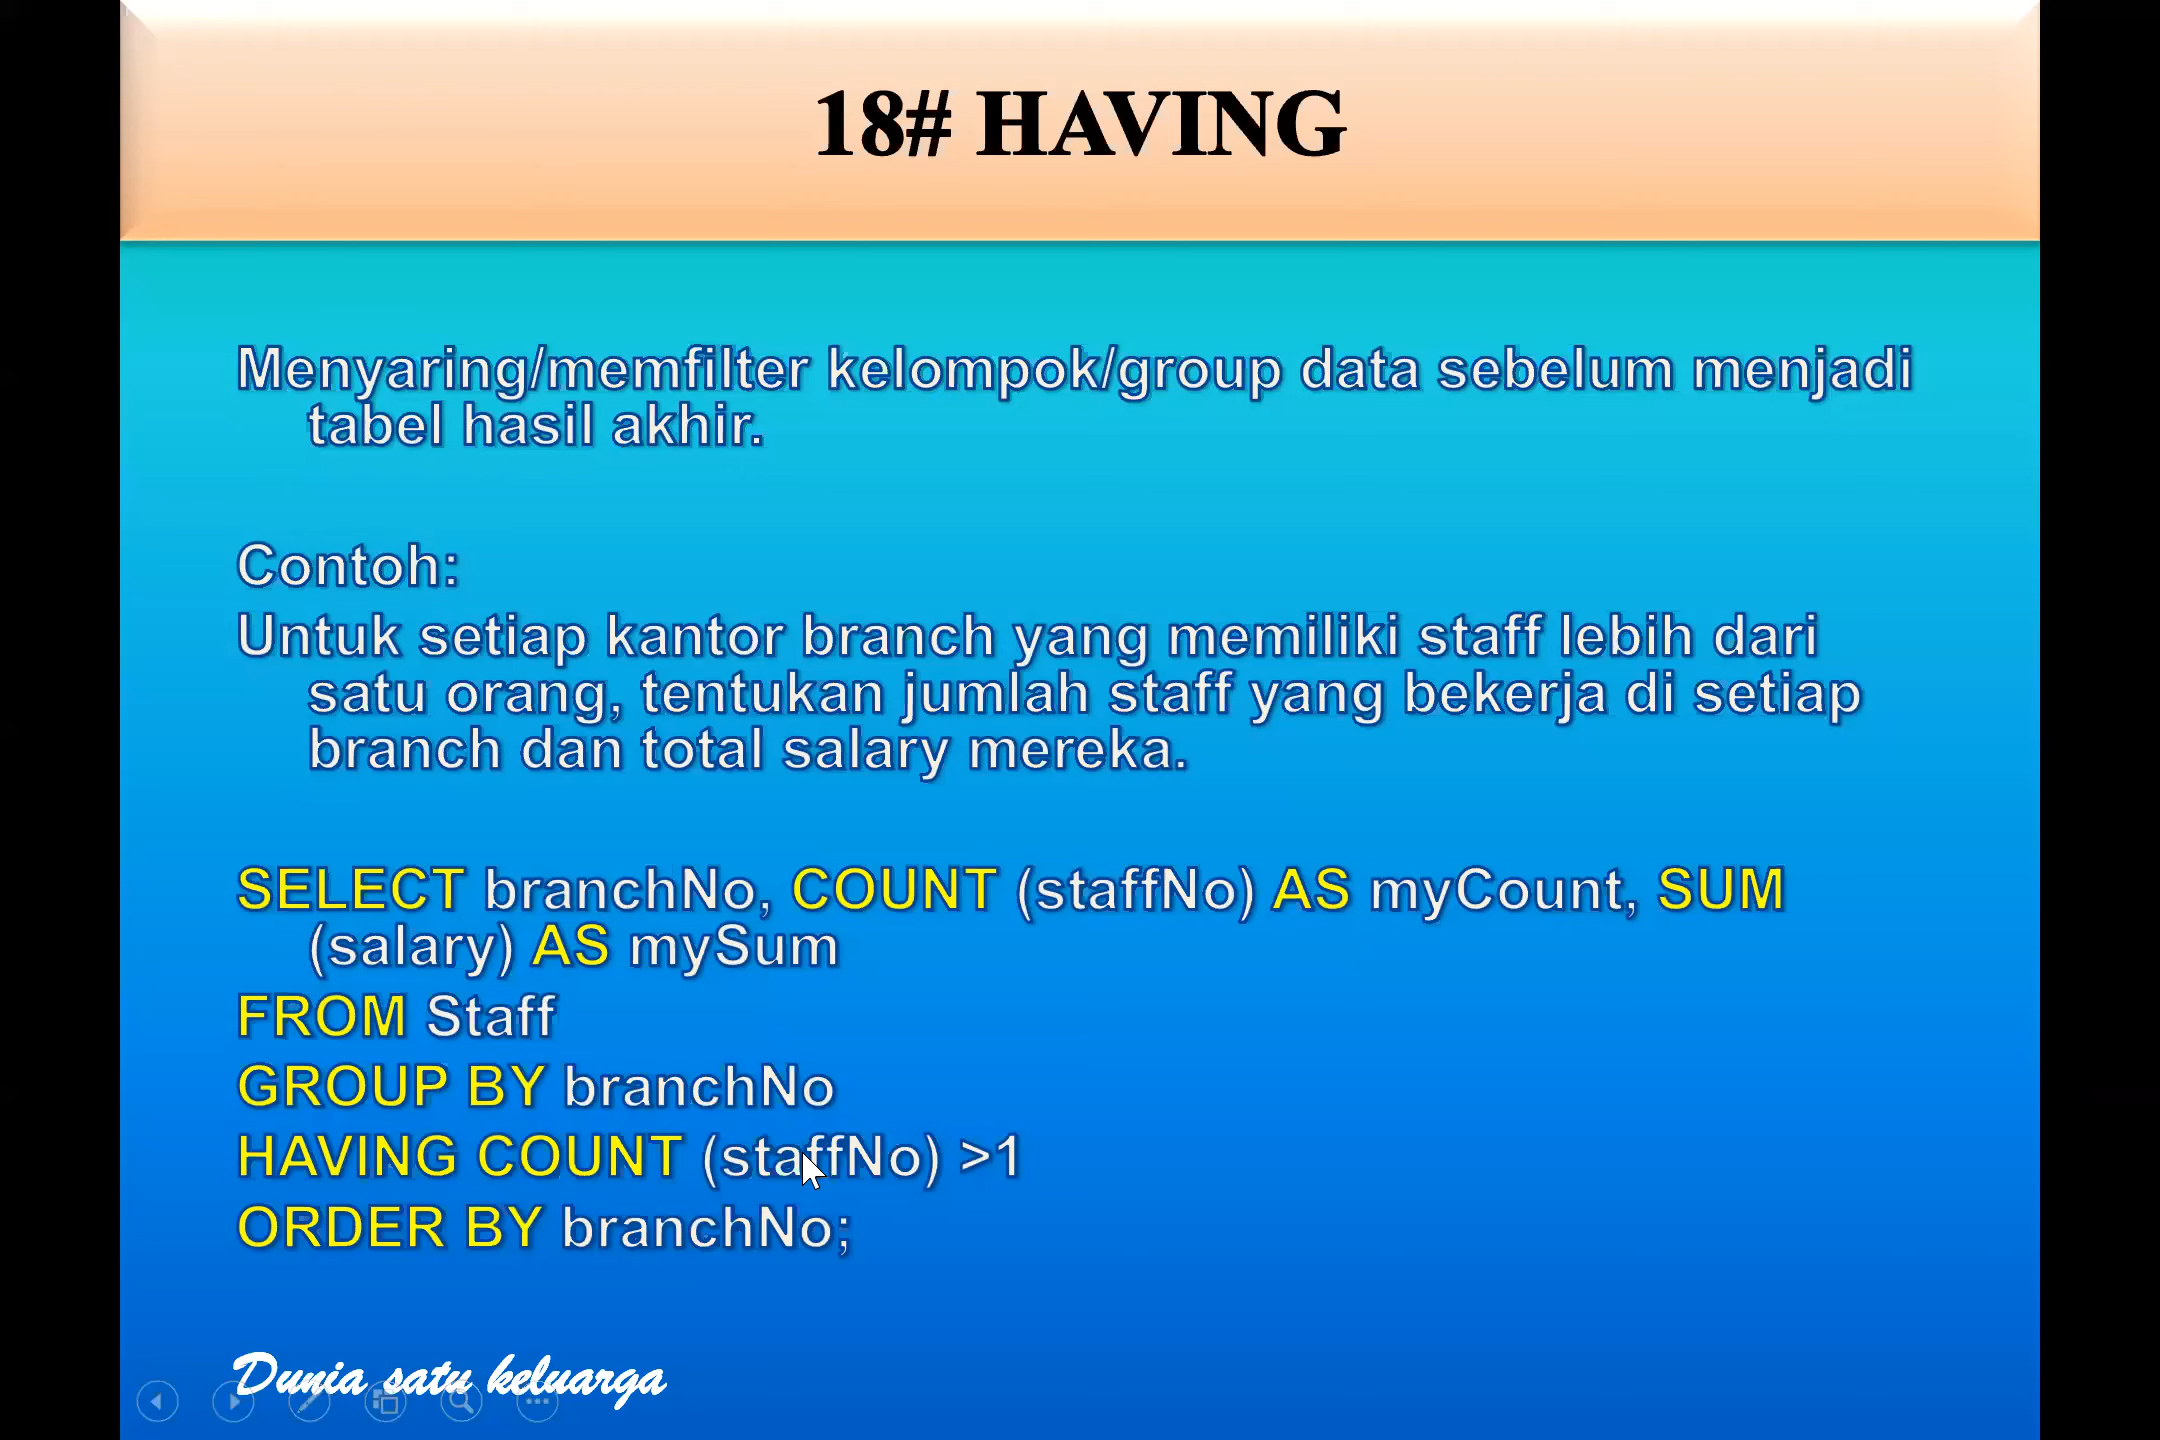 18# HAVING
Menyaring/memfilter kelompok/group data sebelum menjadi
tabel hasil akhir.
Contoh:
Untuk setiap kantor branch yang memiliki staff lebih dari
satu orang, tentukan jumlah staff yang bekerja di setiap
branch dan total salary mereka.
SELECT branchNo, COUNT (staffNo) AS myCount, SUM
(salary) AS mySum
FROM Staff
GROUP BY branchNo
HAVING COUNT (staffNo) >1
ORDER BY branchNo;
Dunia satu keluarga